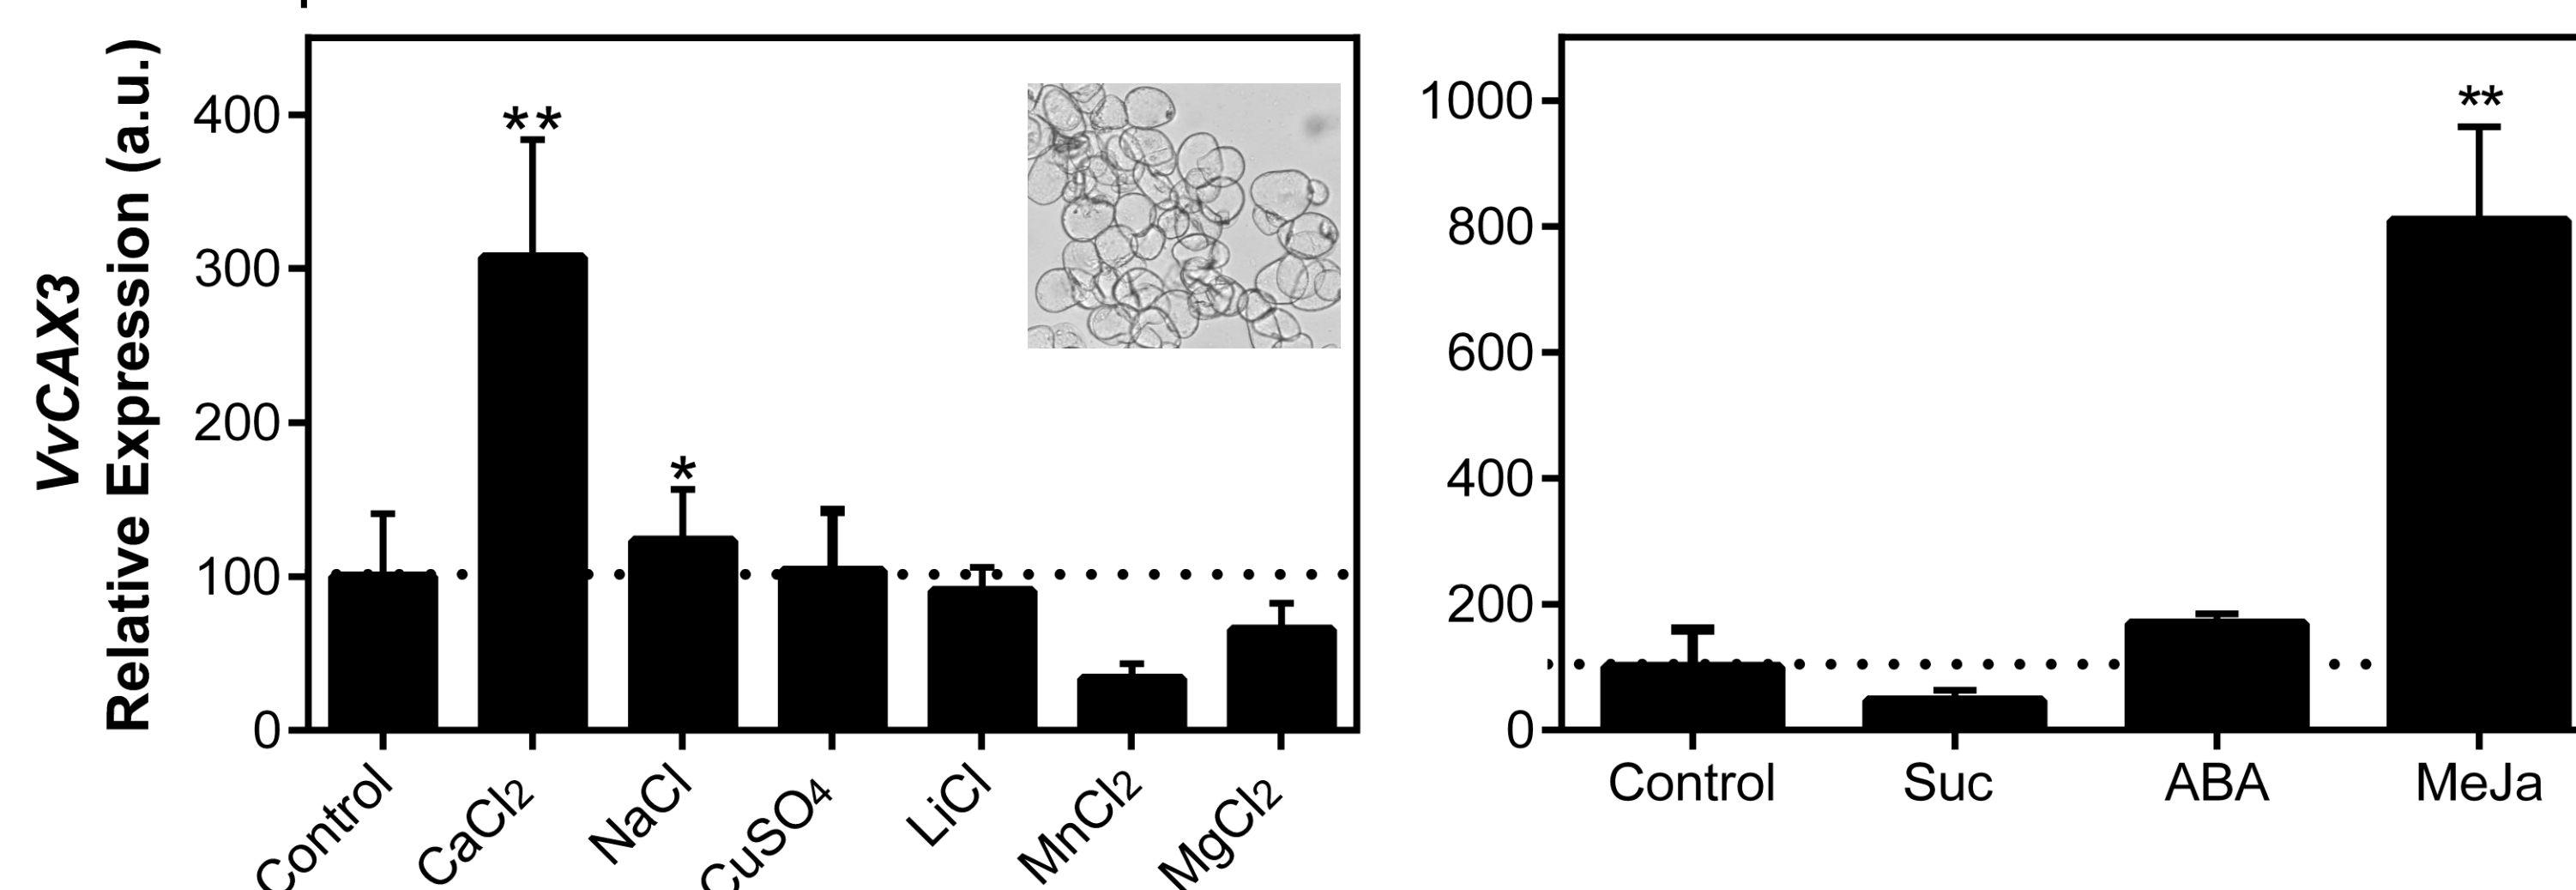 VvCAX3
Relative Expression (a.u.)
400
300
200
100
0
**
*
Control
CaCl2
NaCl
CuSO4
LiCl
MnCl2
MgCl2
1000
800
600
400
200
0
**
Control
Suc
ABA
MeJa